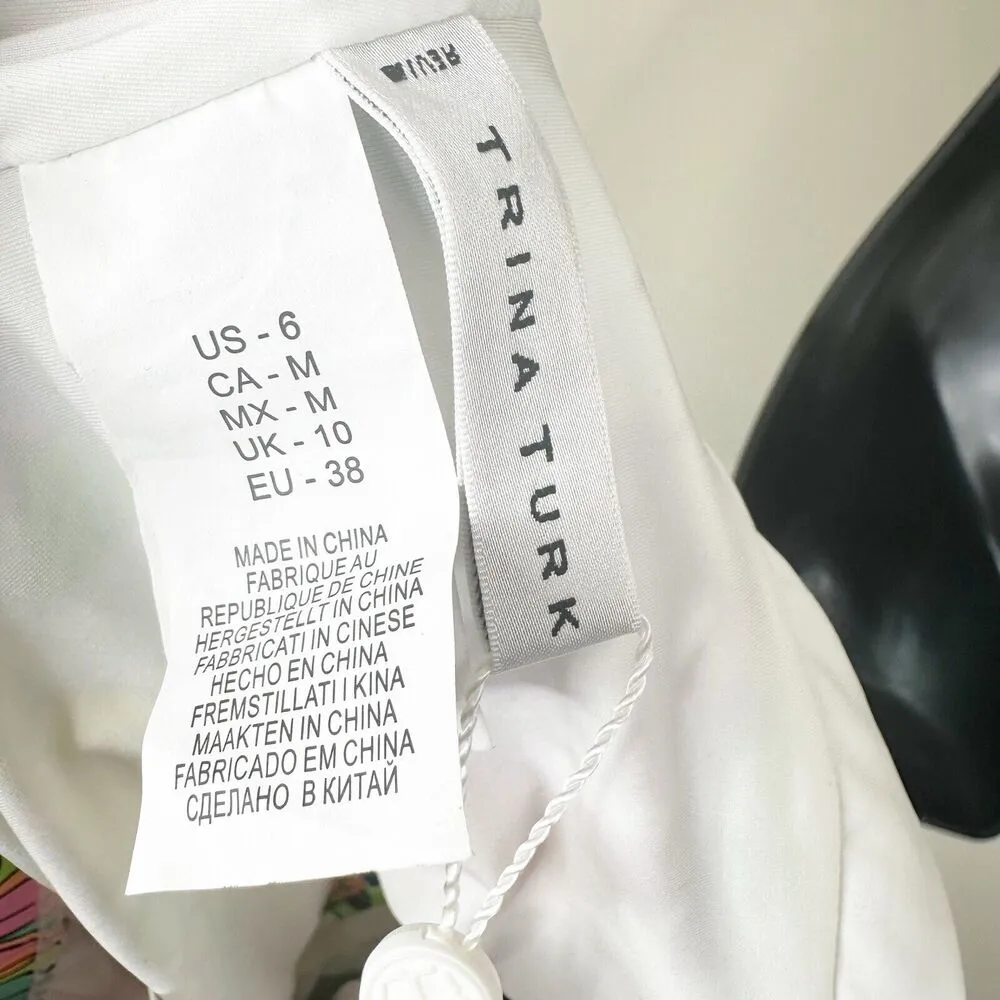 US - 6
CA - M
MX - M
UK - 10
EU - 38
MADE IN CHINA
FABRIQUE AU
REPUBLIQUE DE CHINE
HERGESTELLT IN CHINA
FABBRICATI IN CINESE
HECHO EN CHINA
FREMSTILLATI I KINA
MAAKTEN IN CHINA
FABRICADO EM CHINA
СДЕЛАНО В КИТАЙ
TRINA TURK